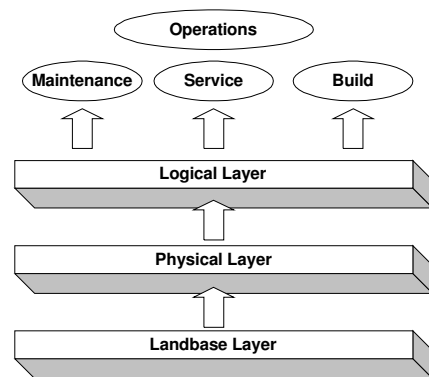 Operations
Maintenance
Service
Build
Logical Layer
Physical Layer
Landbase Layer